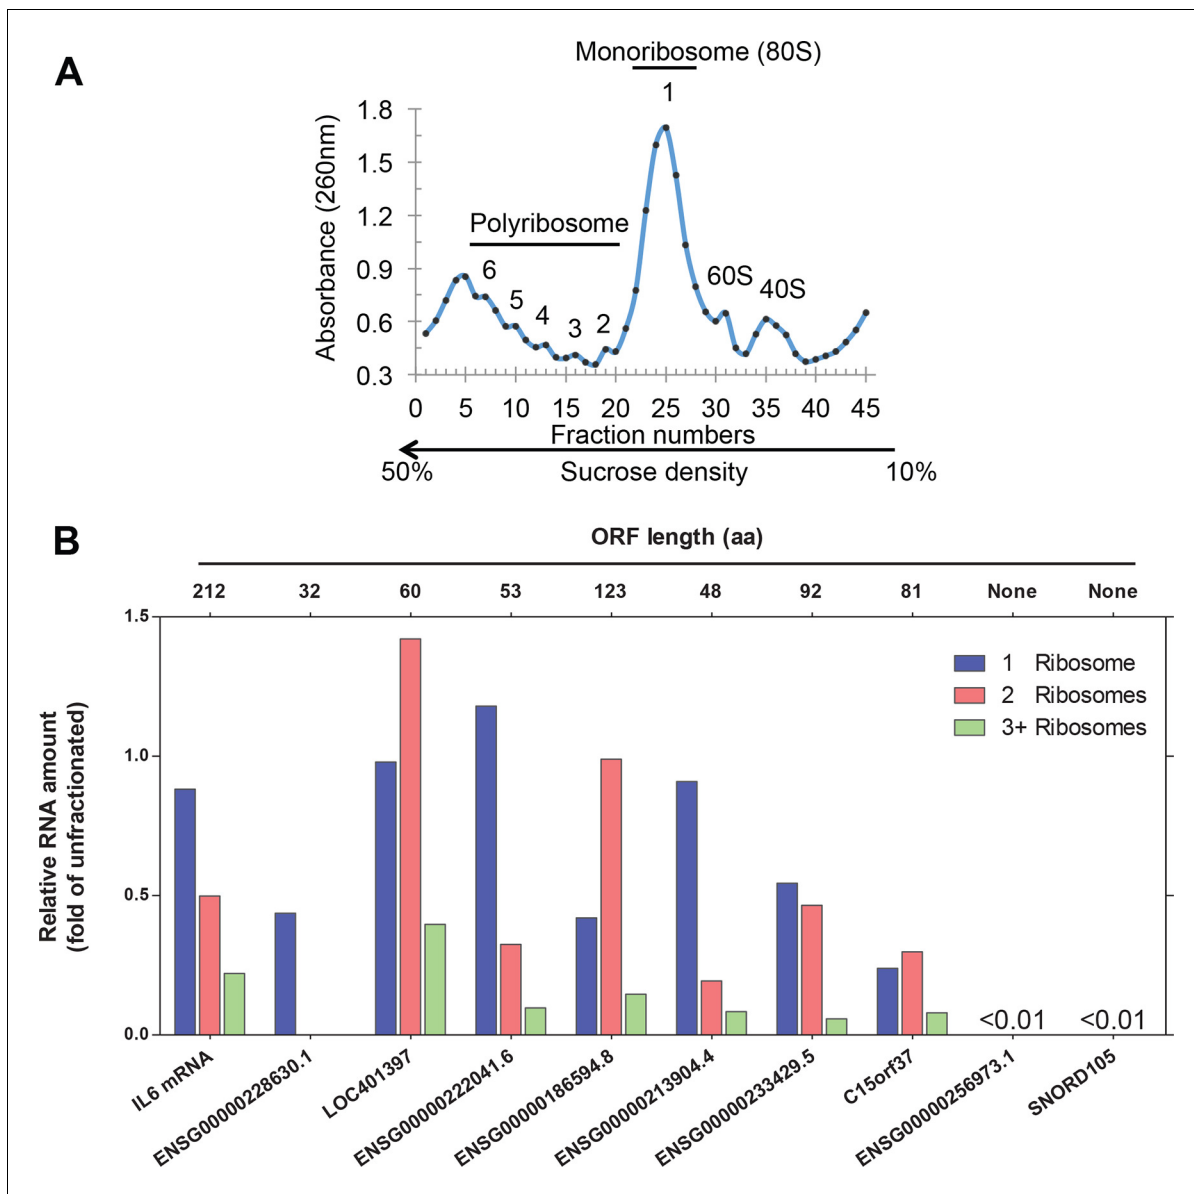 A
Monoribosome (80S)
1
Absorbance (260nm)
1.8
1.5
1.2
0.9
0.6
0.3
Polyribosome
6
5
4
3
2
60S
40S
0 5 10 15 20 25 30 35 40 45
Fraction numbers
50% Sucrose density 10%
B
ORF length (aa)
212 32 60 53 123 48 92 81 None None
Relative RNA amount
(fold of unfractionated)
1.5
1.0
0.5
0.0
1 Ribosome
2 Ribosomes
3+ Ribosomes
<0.01 <0.01
IL6 mRNA
ENSG00000228630.1
LOC401397
ENSG00000222041.6
ENSG00000186594.8
ENSG00000213904.4
ENSG00000233429.5
C15orf37
ENSG00000256973.1
SNORD105